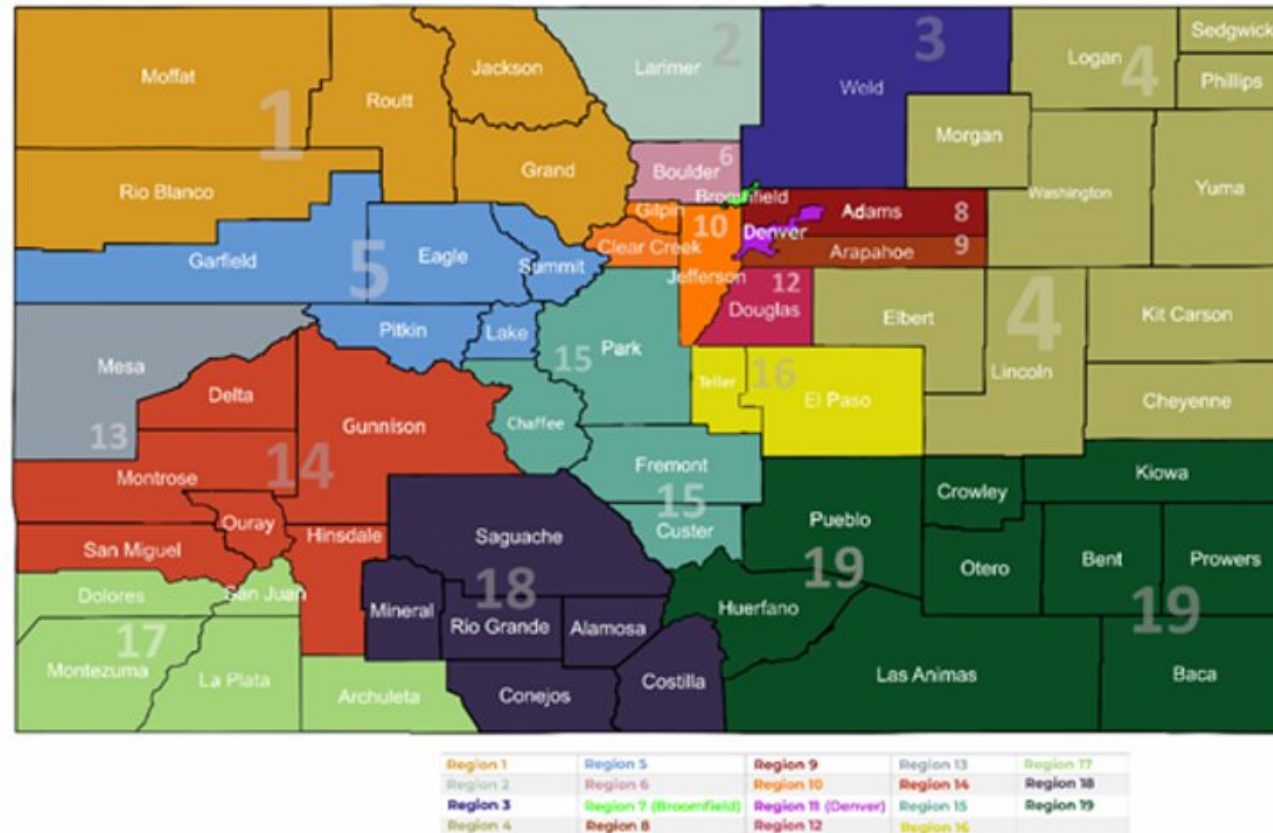 Sedgwick
2
3
Logan
4
Jackson
Larimer
Moffat
Phillips
Routt
Weld
1
Morgan
6
Boulder
Grand
Rio Blanco
Washington
Yuma
Broomfield
Gilpin
10
Adams
8
Denver
Clear Creek
9
Arapahoe
Garfield
5
Eagle
Summit
Jefferson
12
Douglas
4
Elbert
Kit Carson
Pitkin
Lake
15
Park
Mesa
Lincoln
Teller
16
Delta
El Paso
Cheyenne
Chaffee
Gunnison
13
14
Fremont
Montrose
Kiowa
Crowley
15
Ouray
Pueblo
Custer
Hinsdale
Saguache
San Miguel
Bent
Prowers
19
Otero
18
Dolores
San Juan
Mineral
Huerfano
19
Rio Grande
Alamosa
17
Montezuma
La Plata
Las Animas
Baca
Costilla
Archuleta
Conejos
Region 1 Region 5 Region 9 Region 13 Region 17
Region 2 Region 6 Region 10 Region 14 Region 18
Region 3 Region 7 (Broomfield) Region 11 (Denver) Region 15 Region 19
Region 4 Region 8 Region 12 Region 16